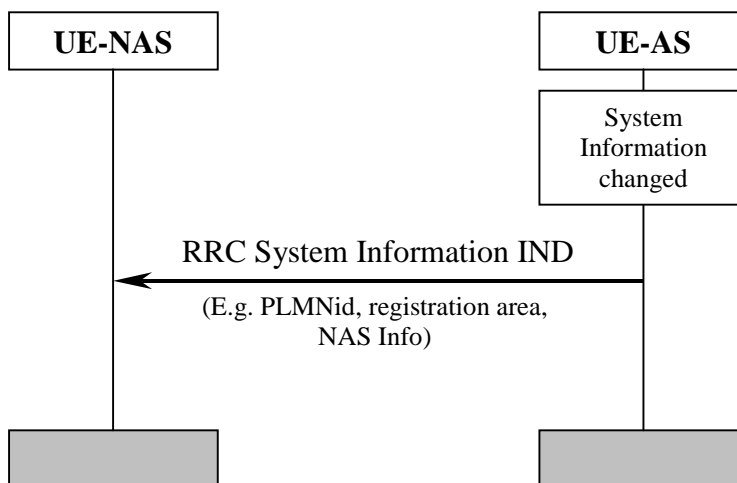 UE-NAS
UE-AS
System
Information
changed
RRC System Information IND
(E.g. PLMNid, registration area,
NAS Info)